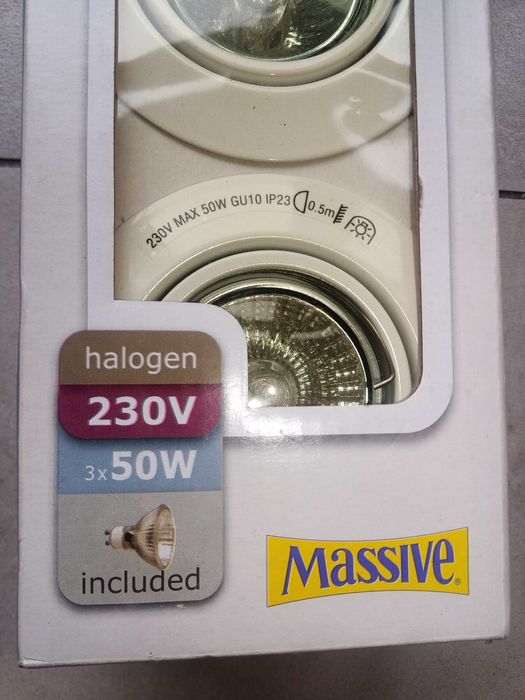 230V MAX 50W GU10 IP23 0.5m
halogen
230V
3x50W
included
Massive®